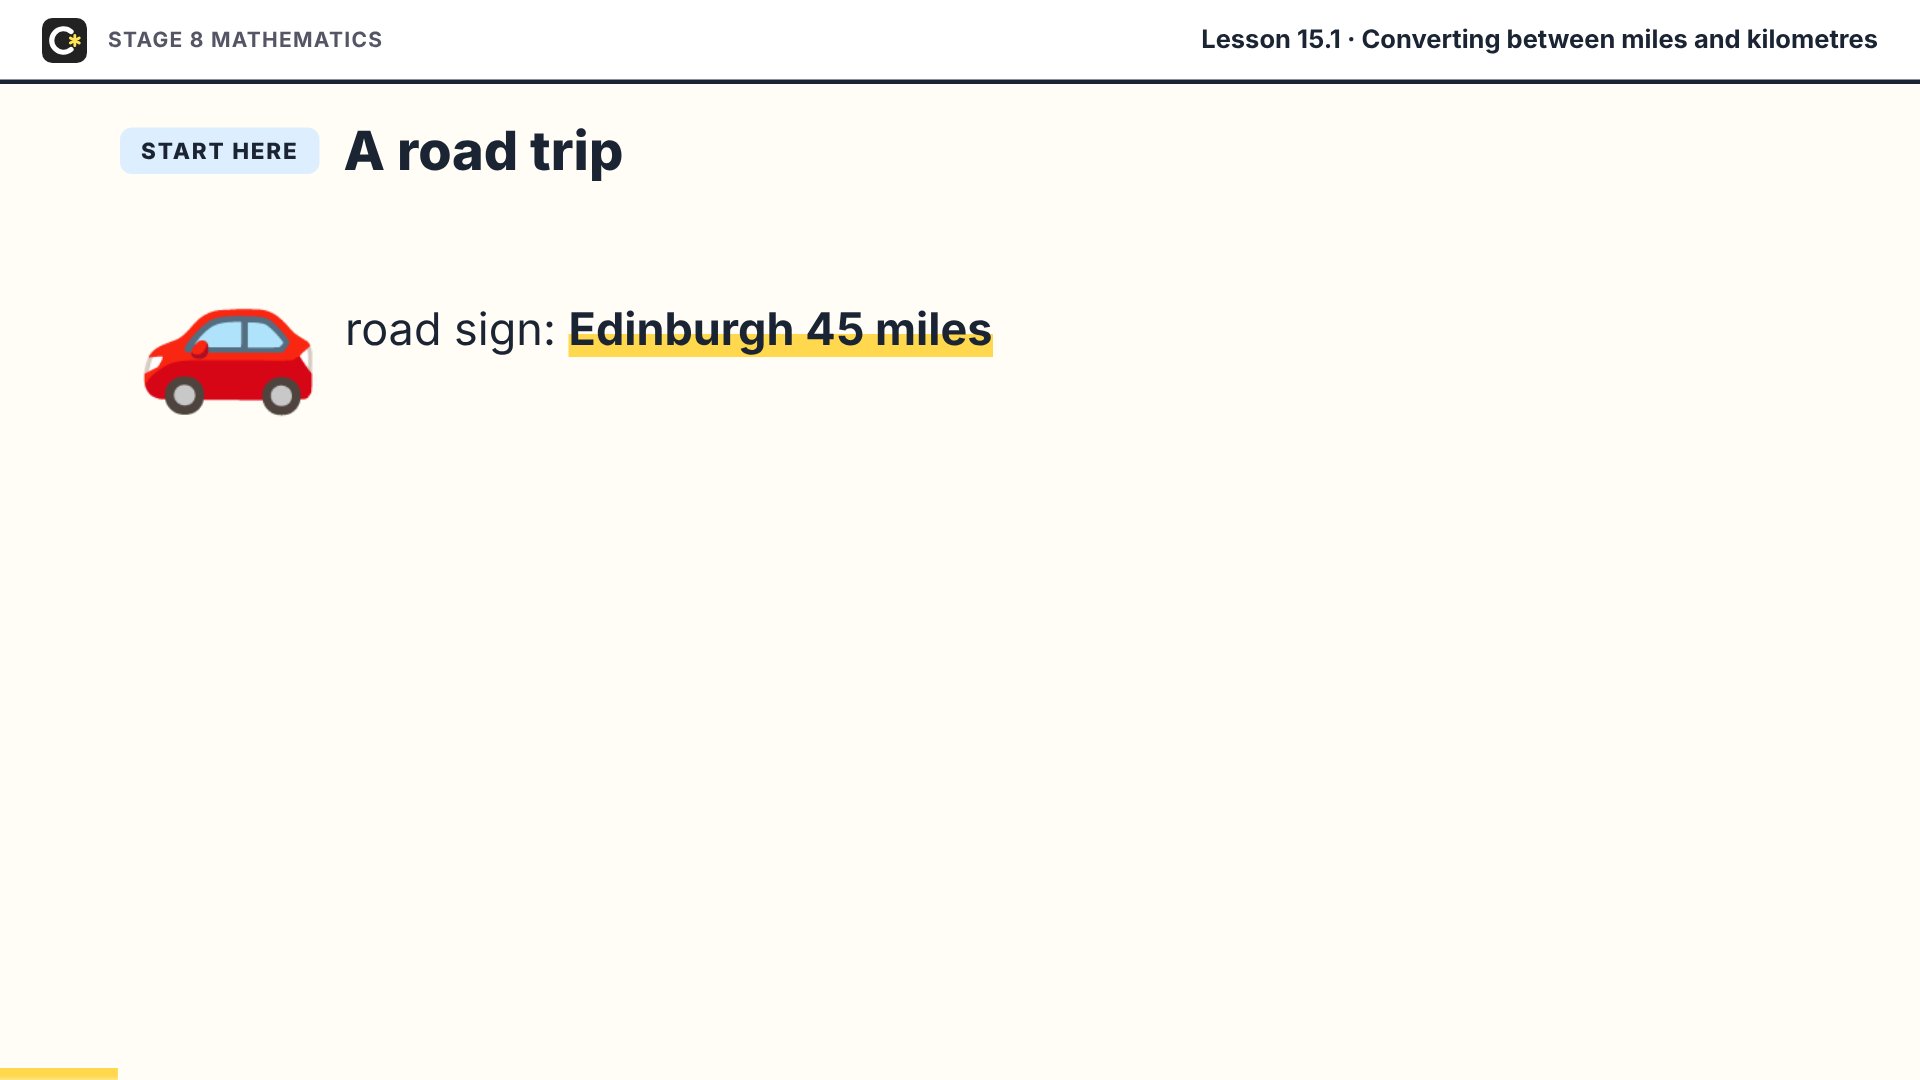 STAGE 8 MATHEMATICS
Lesson 15.1 · Converting between miles and kilometres
START HERE
A road trip
road sign: Edinburgh 45 miles